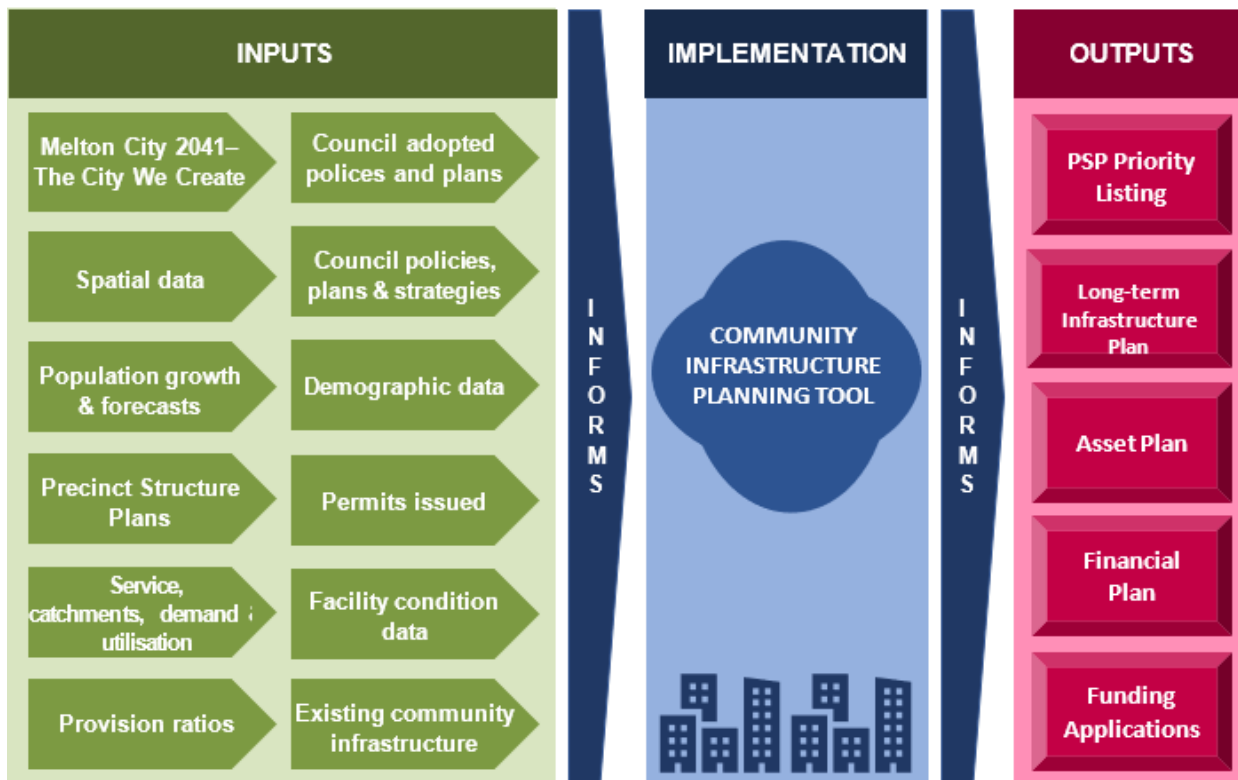 INPUTS
Melton City 2041–
The City We Create
Council adopted
polices and plans
Spatial data
Council policies,
plans & strategies
Population growth
& forecasts
Demographic data
Precinct Structure
Plans
Permits issued
Service,
catchments, demand &
utilisation
Facility condition
data
Provision ratios
Existing community
infrastructure
I
N
F
O
R
M
S
IMPLEMENTATION
COMMUNITY
INFRASTRUCTURE
PLANNING TOOL
I
N
F
O
R
M
S
OUTPUTS
PSP Priority
Listing
Long-term
Infrastructure
Plan
Asset Plan
Financial
Plan
Funding
Applications